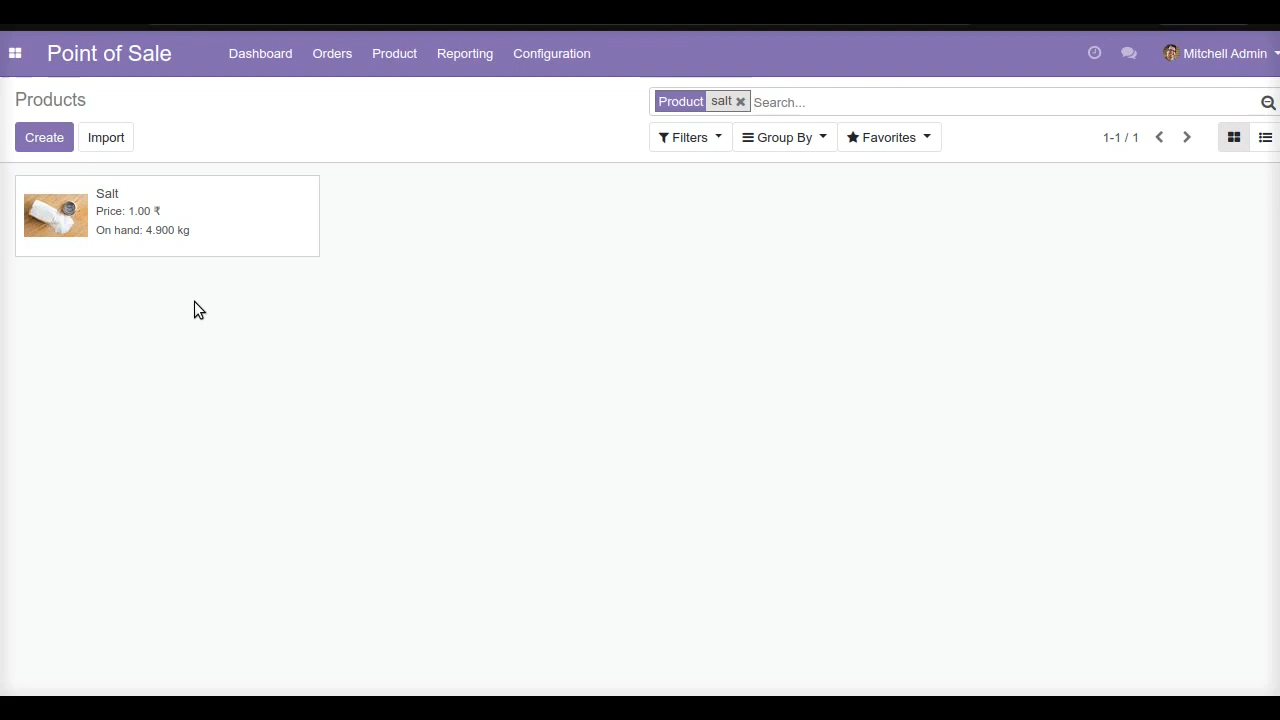 Point of Sale Dashboard Orders Product Reporting Configuration Mitchell Admin
Products
Product salt Search...
Create Import Filters Group By Favorites 1-1 / 1
Salt
Price: 1.00 ₹
On hand: 4.900 kg